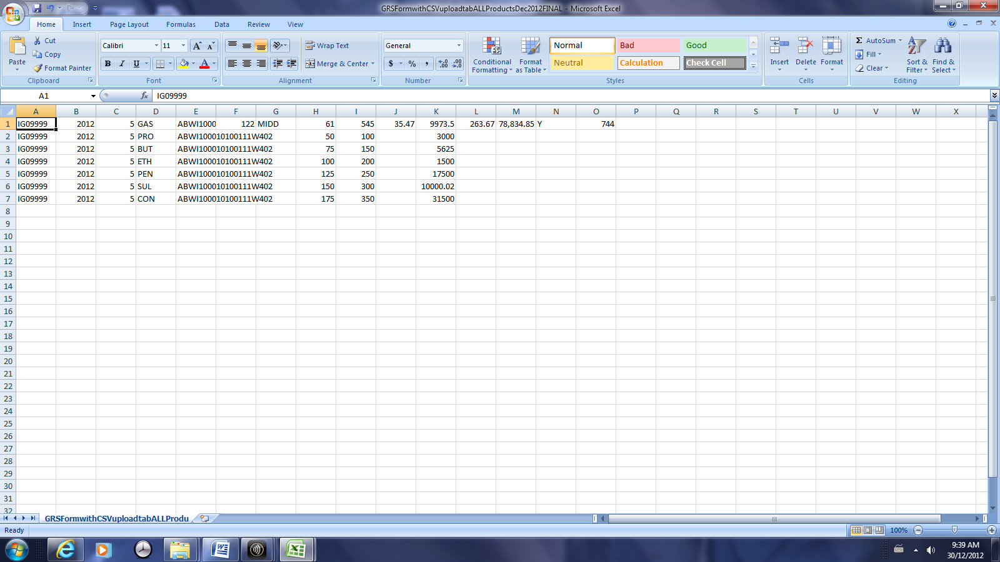 GRSFormwithCSVuploadtabALLProductsDec2012FINAL - Microsoft Excel
Home Insert Page Layout Formulas Data Review View
Paste
Cut
Copy
Format Painter
Clipboard
Calibri 11
B I U
Font
Wrap Text
Merge & Center
Alignment
General
$ % ,
Number
Conditional Formatting
Format as Table
Normal Bad Good
Neutral Calculation Check Cell
Styles
Insert Delete Format
Cells
Σ AutoSum
Fill
Clear
Sort & Filter
Find & Select
Editing
A1 fx IG09999
A B C D E F G H I J K L M N O P Q R S T U V W X
1 IG09999 2012 5 GAS ABWI1000 122 MIDD 61 545 35.47 9973.5 263.67 78,834.85 Y 744
2 IG09999 2012 5 PRO ABWI100010100111W402 50 100 3000
3 IG09999 2012 5 BUT ABWI100010100111W402 75 150 5625
4 IG09999 2012 5 ETH ABWI100010100111W402 100 200 1500
5 IG09999 2012 5 PEN ABWI100010100111W402 125 250 17500
6 IG09999 2012 5 SUL ABWI100010100111W402 150 300 10000.02
7 IG09999 2012 5 CON ABWI100010100111W402 175 350 31500
8
9
10
11
12
13
14
15
16
17
18
19
20
21
22
23
24
25
26
27
28
29
30
31
32
GRSFormwithCSVuploadtabALLProdu
Ready 100%
9:39 AM
30/12/2012